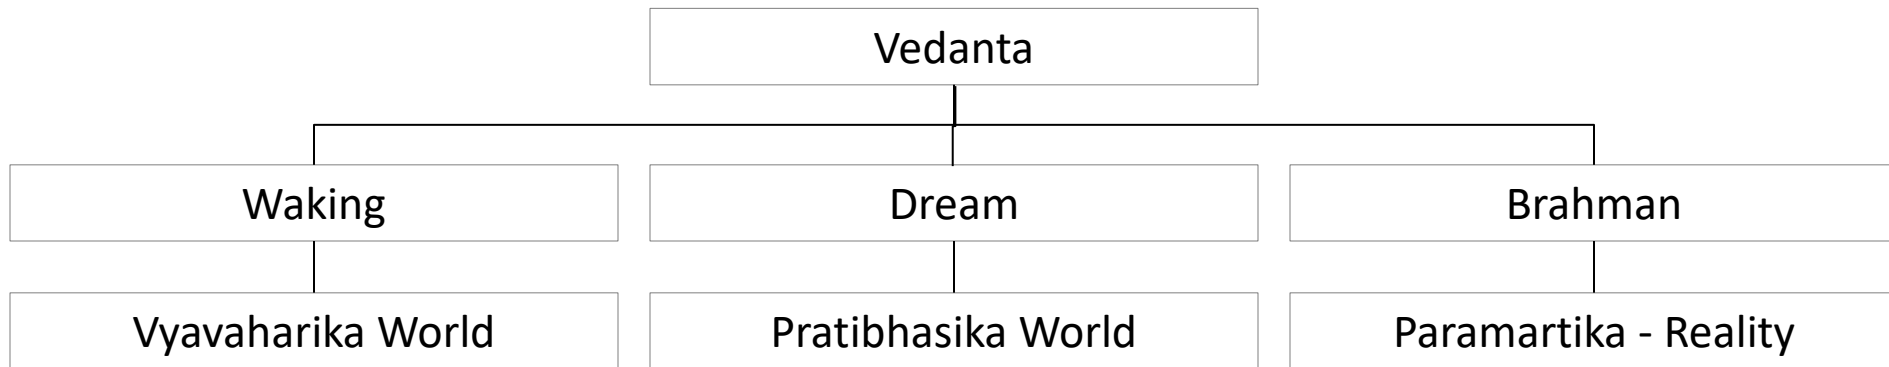 Vedanta
Waking
Dream
Brahman
Vyavaharika World
Pratibhasika World
Paramartika - Reality